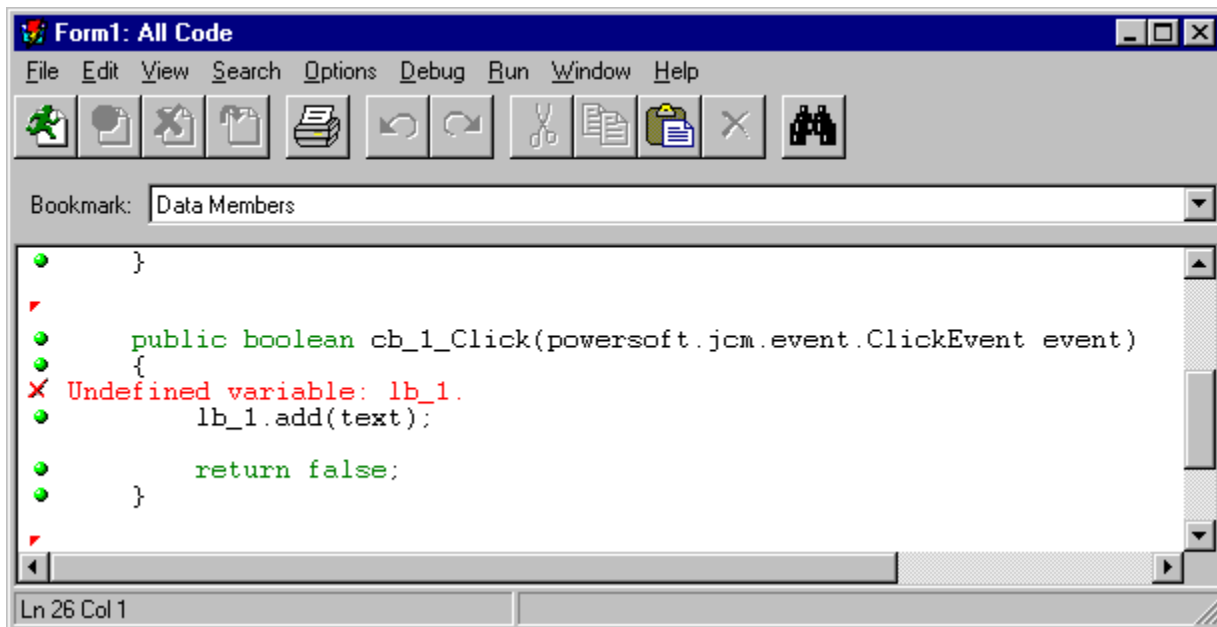 Form1: All Code
File Edit View Search Options Debug Run Window Help
Bookmark: Data Members
}
public boolean cb_1_Click(powersoft.jcm.event.ClickEvent event)
{
Undefined variable: lb_1.
lb_1.add(text);
return false;
}
Ln 26 Col 1